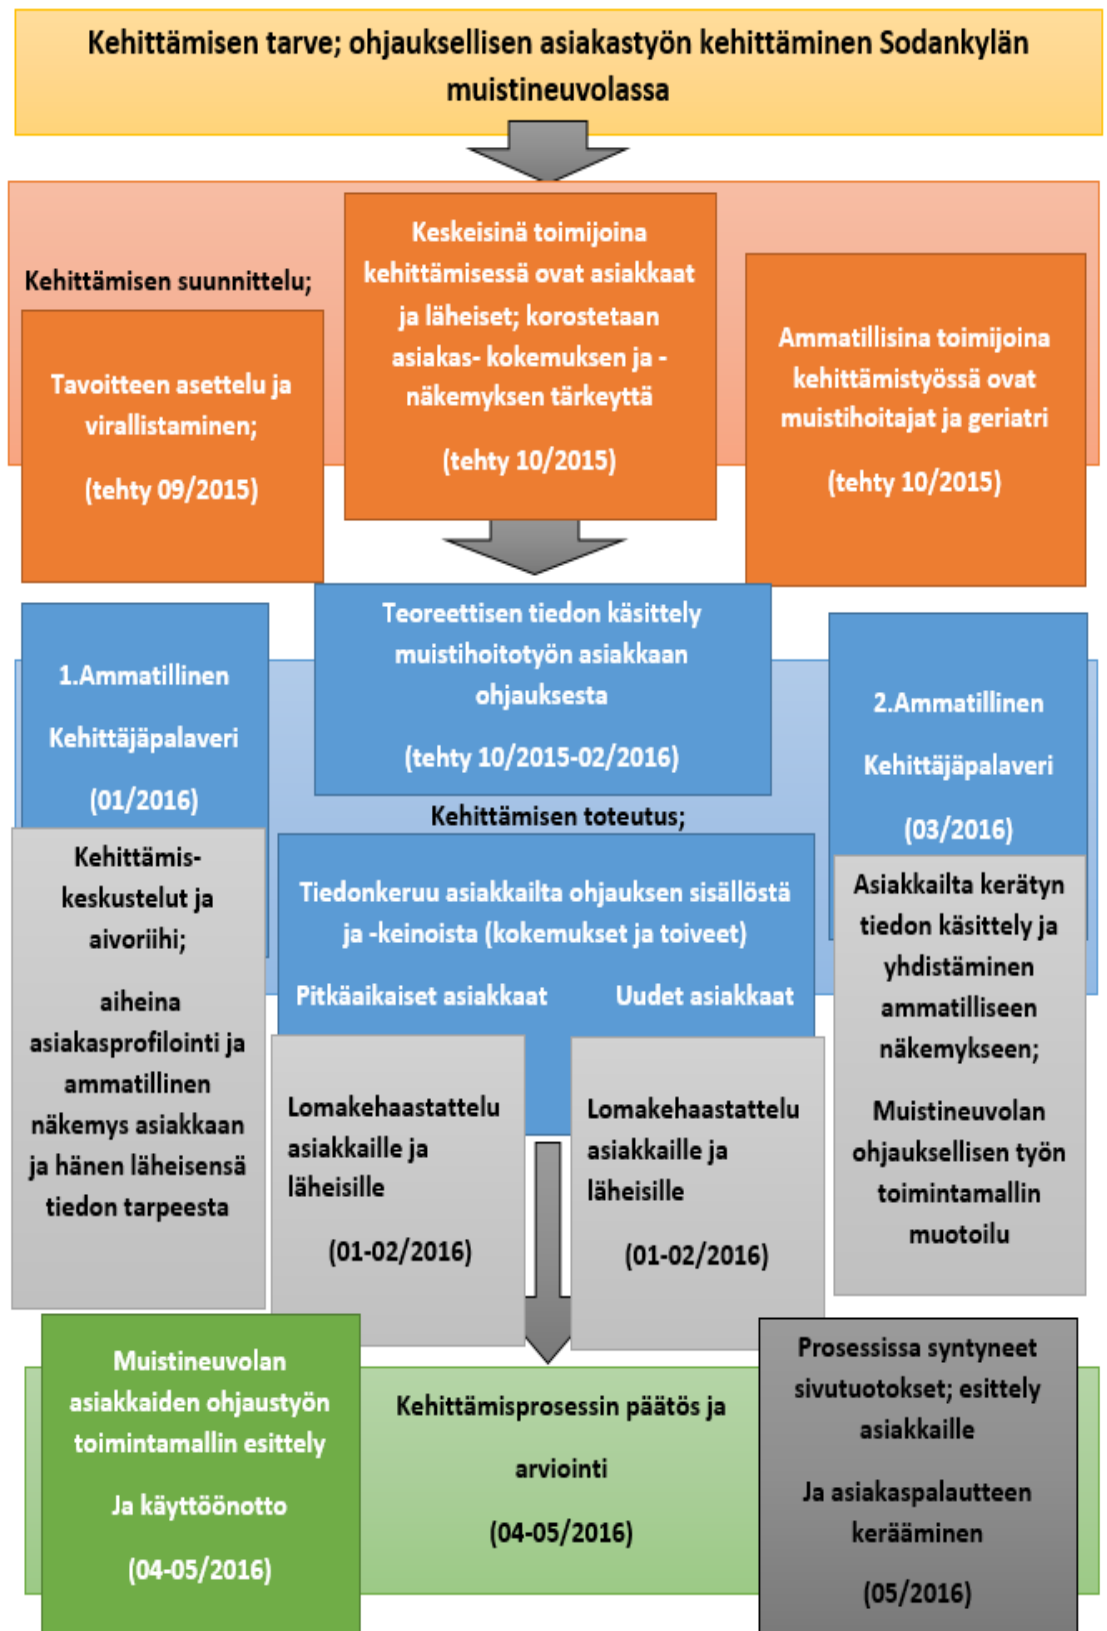 Kehittämisen tarve; ohjauksellisen asiakastyön kehittäminen Sodankylän
muistineuvolassa
Kehittämisen suunnittelu;
Tavoitteen asettelu ja
virallistaminen;
(tehty 09/2015)
Keskeisinä toimijoina
kehittämisessä ovat asiakkaat
ja läheiset; korostetaan
asiakas- kokemuksen ja -
näkemyksen tärkeyttä
(tehty 10/2015)
Ammatillisina toimijoina
kehittämistyössä ovat
muistihoitajat ja geriatri
(tehty 10/2015)
Teoreettisen tiedon käsittely
muistihoitotyön asiakkaan
ohjauksesta
(tehty 10/2015-02/2016)
1.Ammatillinen
Kehittäjäpalaveri
(01/2016)
2.Ammatillinen
Kehittäjäpalaveri
(03/2016)
Kehittämisen toteutus;
Kehittämis-
keskustelut ja
aivoriihi;
aiheina
asiakasprofilointi ja
ammatillinen
näkemys asiakkaan
ja hänen läheisensä
tiedon tarpeesta
Tiedonkeruu asiakkailta ohjauksen sisällöstä
ja -keinoista (kokemukset ja toiveet)
Pitkäaikaiset asiakkaat
Uudet asiakkaat
Lomakehaastattelu
asiakkaille ja
läheisille
(01-02/2016)
Lomakehaastattelu
asiakkaille ja
läheisille
(01-02/2016)
Asiakkailta kerätyn
tiedon käsittely ja
yhdistäminen
ammatilliseen
näkemykseen;
Muistineuvolan
ohjauksellisen työn
toimintamallin
muotoilu
Muistineuvolan
asiakkaiden ohjaustyön
toimintamallin esittely
Ja käyttöönotto
(04-05/2016)
Kehittämisprosessin päätös ja
arviointi
(04-05/2016)
Prosessissa syntyneet
sivutuotokset; esittely
asiakkaille
Ja asiakaspalautteen
kerääminen
(05/2016)